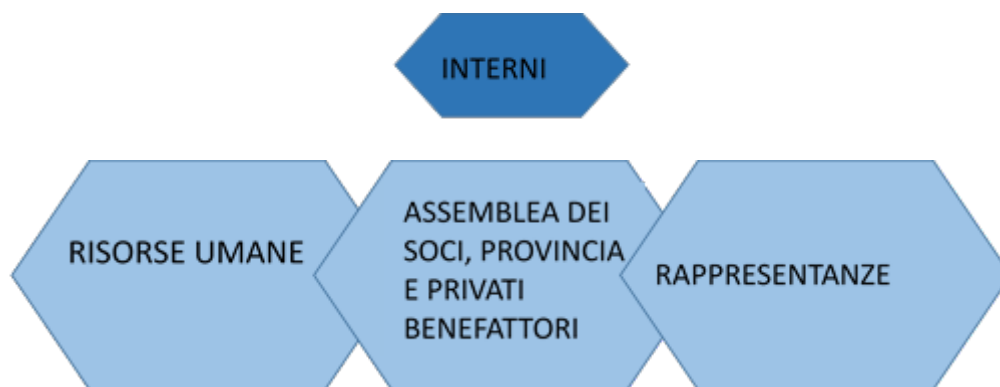 INTERNI
RISORSE UMANE
ASSEMBLEA DEI
SOCI, PROVINCIA
E PRIVATI
BENEFATTORI
RAPPRESENTANZE